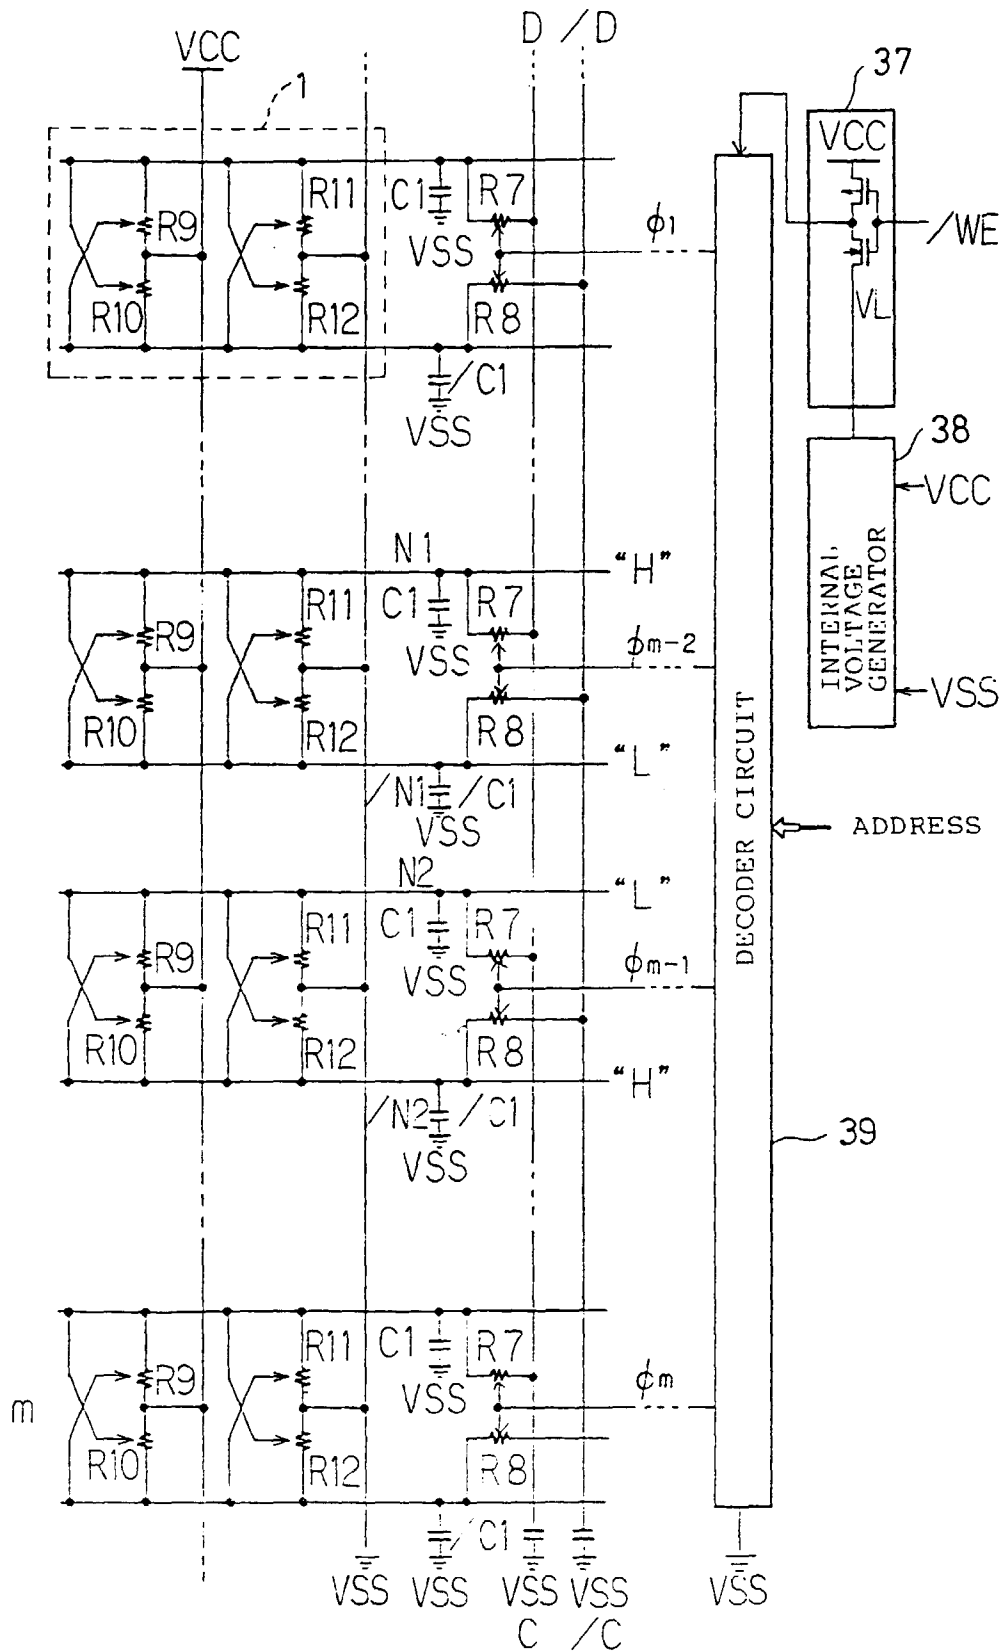 D /D
VCC
37
1
VCC
R11
C1
R7
R9
VSS
φ1
/WE
R10
R12
R8
VL
/C1
VSS
38
VCC
N1
"H"
R11
C1
R7
R9
VSS
φm-2
INTERNAL
VOLTAGE
GENERATOR
R10
R12
R8
VSS
"L"
/N1
/C1
VSS
DECODER CIRCUIT
ADDRESS
N2
"L"
R11
C1
R7
R9
VSS
φm-1
R10
R12
R8
"H"
/N2
/C1
VSS
39
R11
C1
R7
R9
VSS
φm
m
R10
R12
R8
/C1
VSS
VSS
VSS
VSS
VSS
C
/C